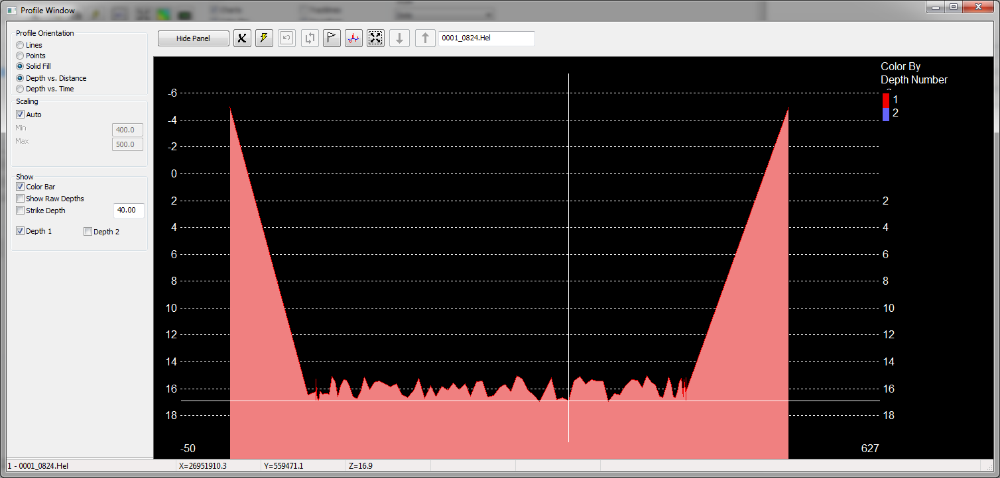 Profile Window
Profile Orientation
Lines
Points
Solid Fill
Depth vs. Distance
Depth vs. Time
Scaling
Auto
Min 400.0
Max 500.0
Show
Color Bar
Show Raw Depths
Strike Depth 40.00
Depth 1 Depth 2
Hide Panel 0001_0824.Hel
Color By
Depth Number
1
2
-6
-4
-2
0
2 2
4 4
6 6
8 8
10 10
12 12
14 14
16 16
18 18
-50 627
1 - 0001_0824.Hel X=26951910.3 Y=559471.1 Z=16.9